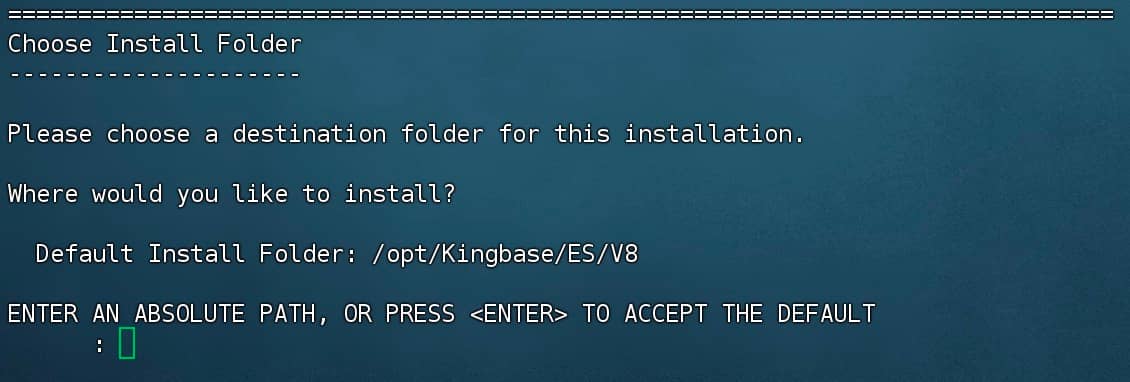 ===============================================================================
Choose Install Folder
---------------------
Please choose a destination folder for this installation.
Where would you like to install?
Default Install Folder: /opt/Kingbase/ES/V8
ENTER AN ABSOLUTE PATH, OR PRESS <ENTER> TO ACCEPT THE DEFAULT
: